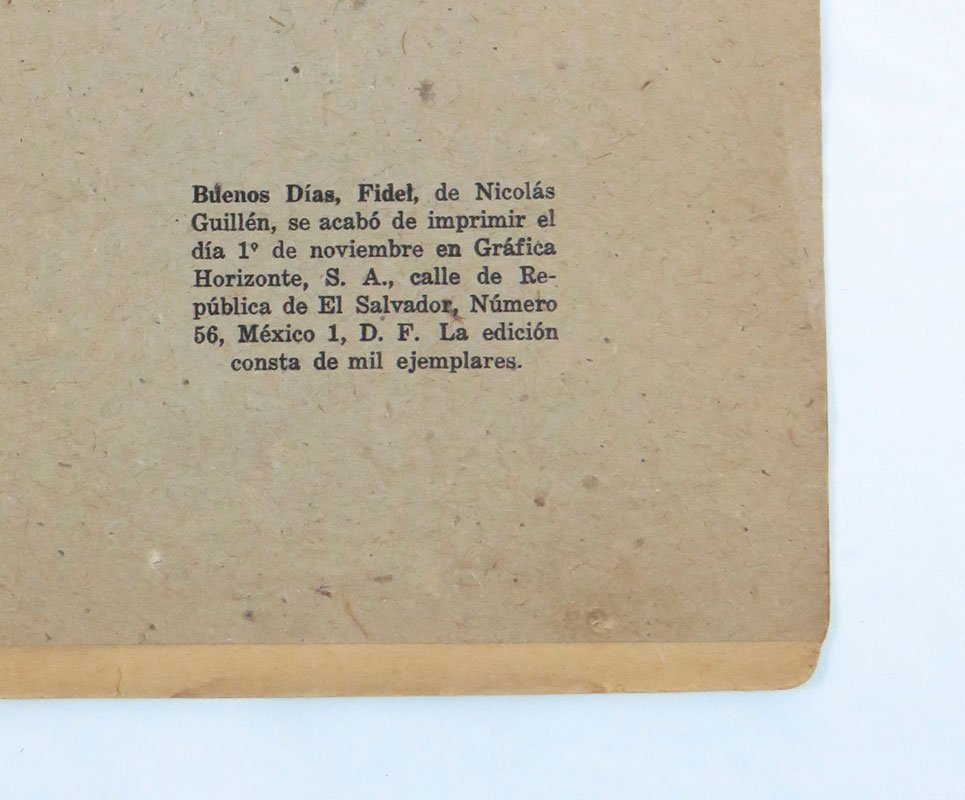 Buenos Días, Fidel, de Nicolás
Guillén, se acabó de imprimir el
día 1º de noviembre en Gráfica
Horizonte, S. A., calle de Re-
pública de El Salvador, Número
56, México 1, D. F. La edición
consta de mil ejemplares.